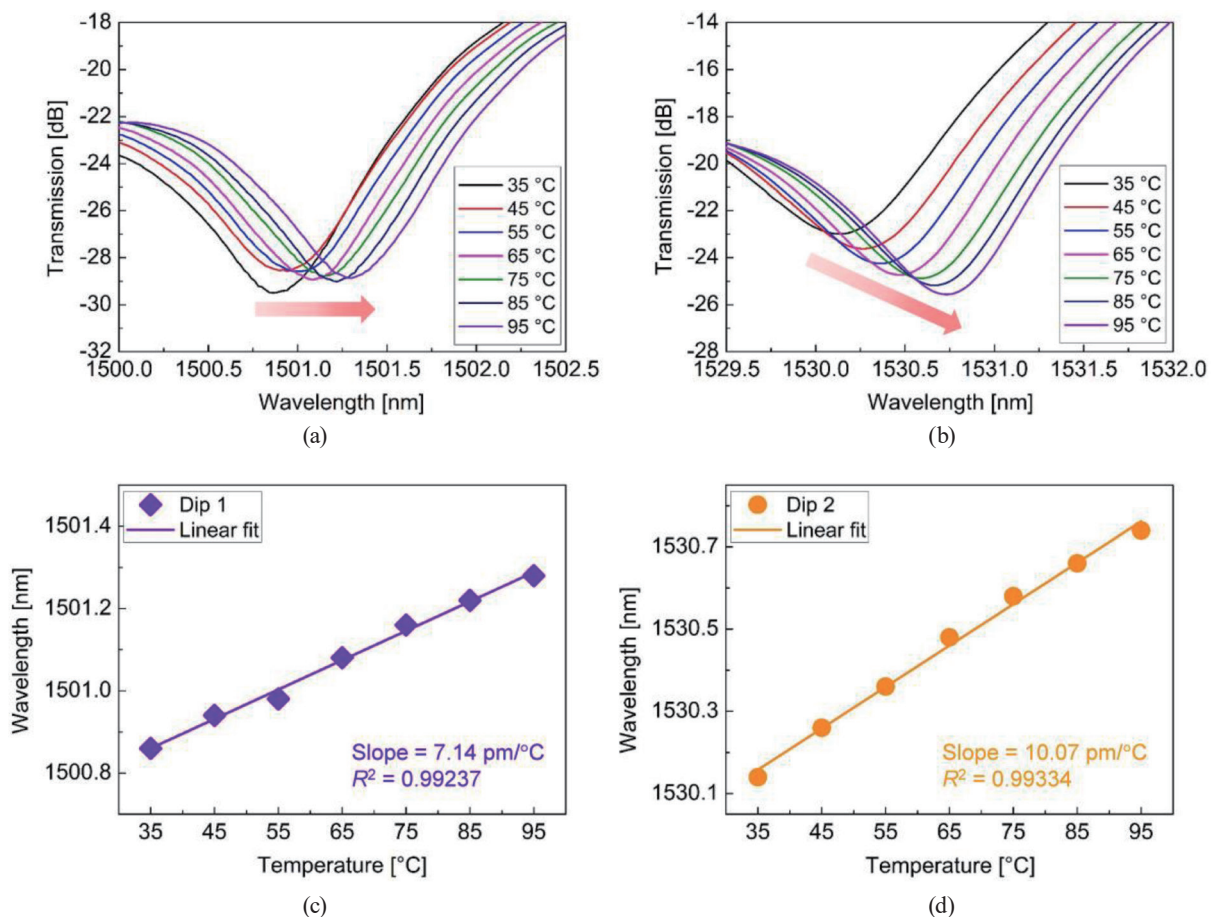 -18
-20
-22
-24
-26
-28
-30
-32
Transmission [dB]
35 °C
45 °C
55 °C
65 °C
75 °C
85 °C
95 °C
1500.0 1500.5 1501.0 1501.5 1502.0 1502.5
Wavelength [nm]
(a)
-14
-16
-18
-20
-22
-24
-26
-28
Transmission [dB]
35 °C
45 °C
55 °C
65 °C
75 °C
85 °C
95 °C
1529.5 1530.0 1530.5 1531.0 1531.5 1532.0
Wavelength [nm]
(b)
Dip 1
Linear fit
1501.4
1501.2
1501.0
1500.8
Wavelength [nm]
Slope = 7.14 pm/°C
R² = 0.99237
35 45 55 65 75 85 95
Temperature [°C]
(c)
Dip 2
Linear fit
1530.7
1530.5
1530.3
1530.1
Wavelength [nm]
Slope = 10.07 pm/°C
R² = 0.99334
35 45 55 65 75 85 95
Temperature [°C]
(d)